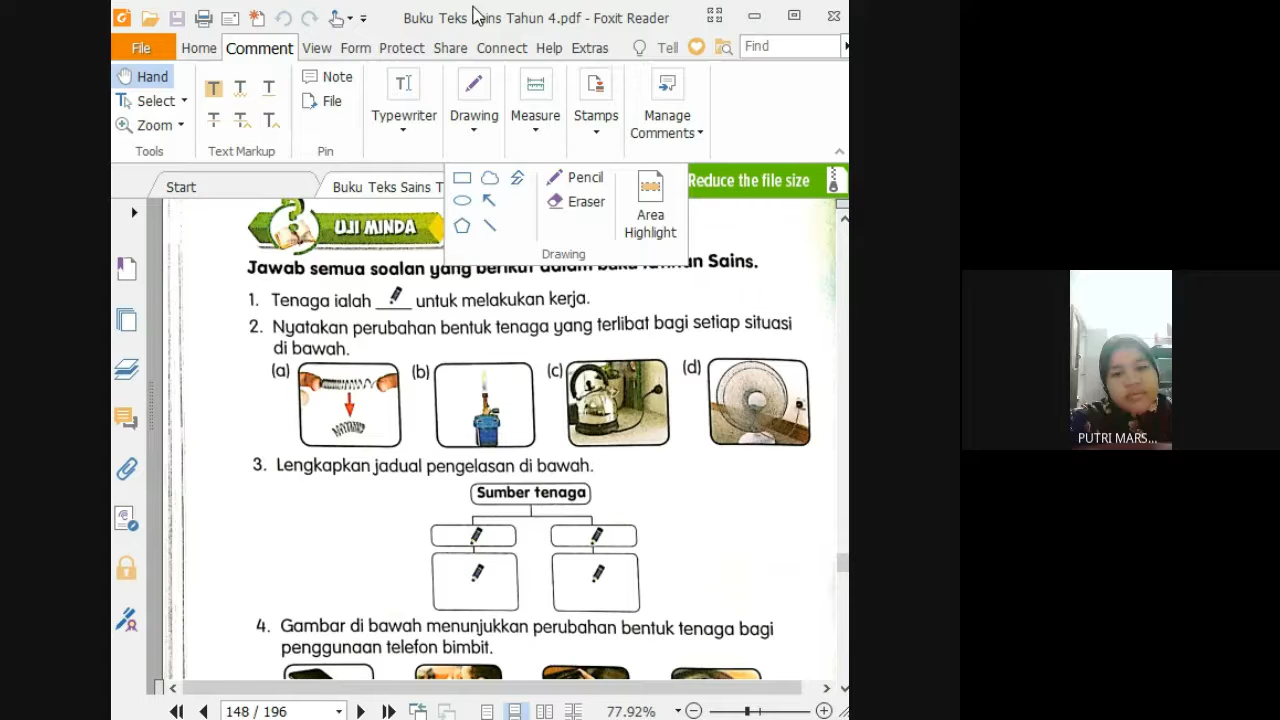 Buku Teks Sains Tahun 4.pdf - Foxit Reader
File Home Comment View Form Protect Share Connect Help Extras Tell Find
Hand
Select
Zoom
Tools
Text Markup
Note
File
Pin
Typewriter
Drawing
Measure
Stamps
Manage
Comments
Start
Buku Teks Sains T
Reduce the file size
Pencil
Eraser
Area
Highlight
Drawing
UJI MINDA
Jawab semua soalan yang berikut dalam buku Sains.
1. Tenaga ialah ____ untuk melakukan kerja.
2. Nyatakan perubahan bentuk tenaga yang terlibat bagi setiap situasi
di bawah.
(a) (b) (c) (d)
3. Lengkapkan jadual pengelasan di bawah.
Sumber tenaga
4. Gambar di bawah menunjukkan perubahan bentuk tenaga bagi
penggunaan telefon bimbit.
148 / 196
77.92%
PUTRI MARS...